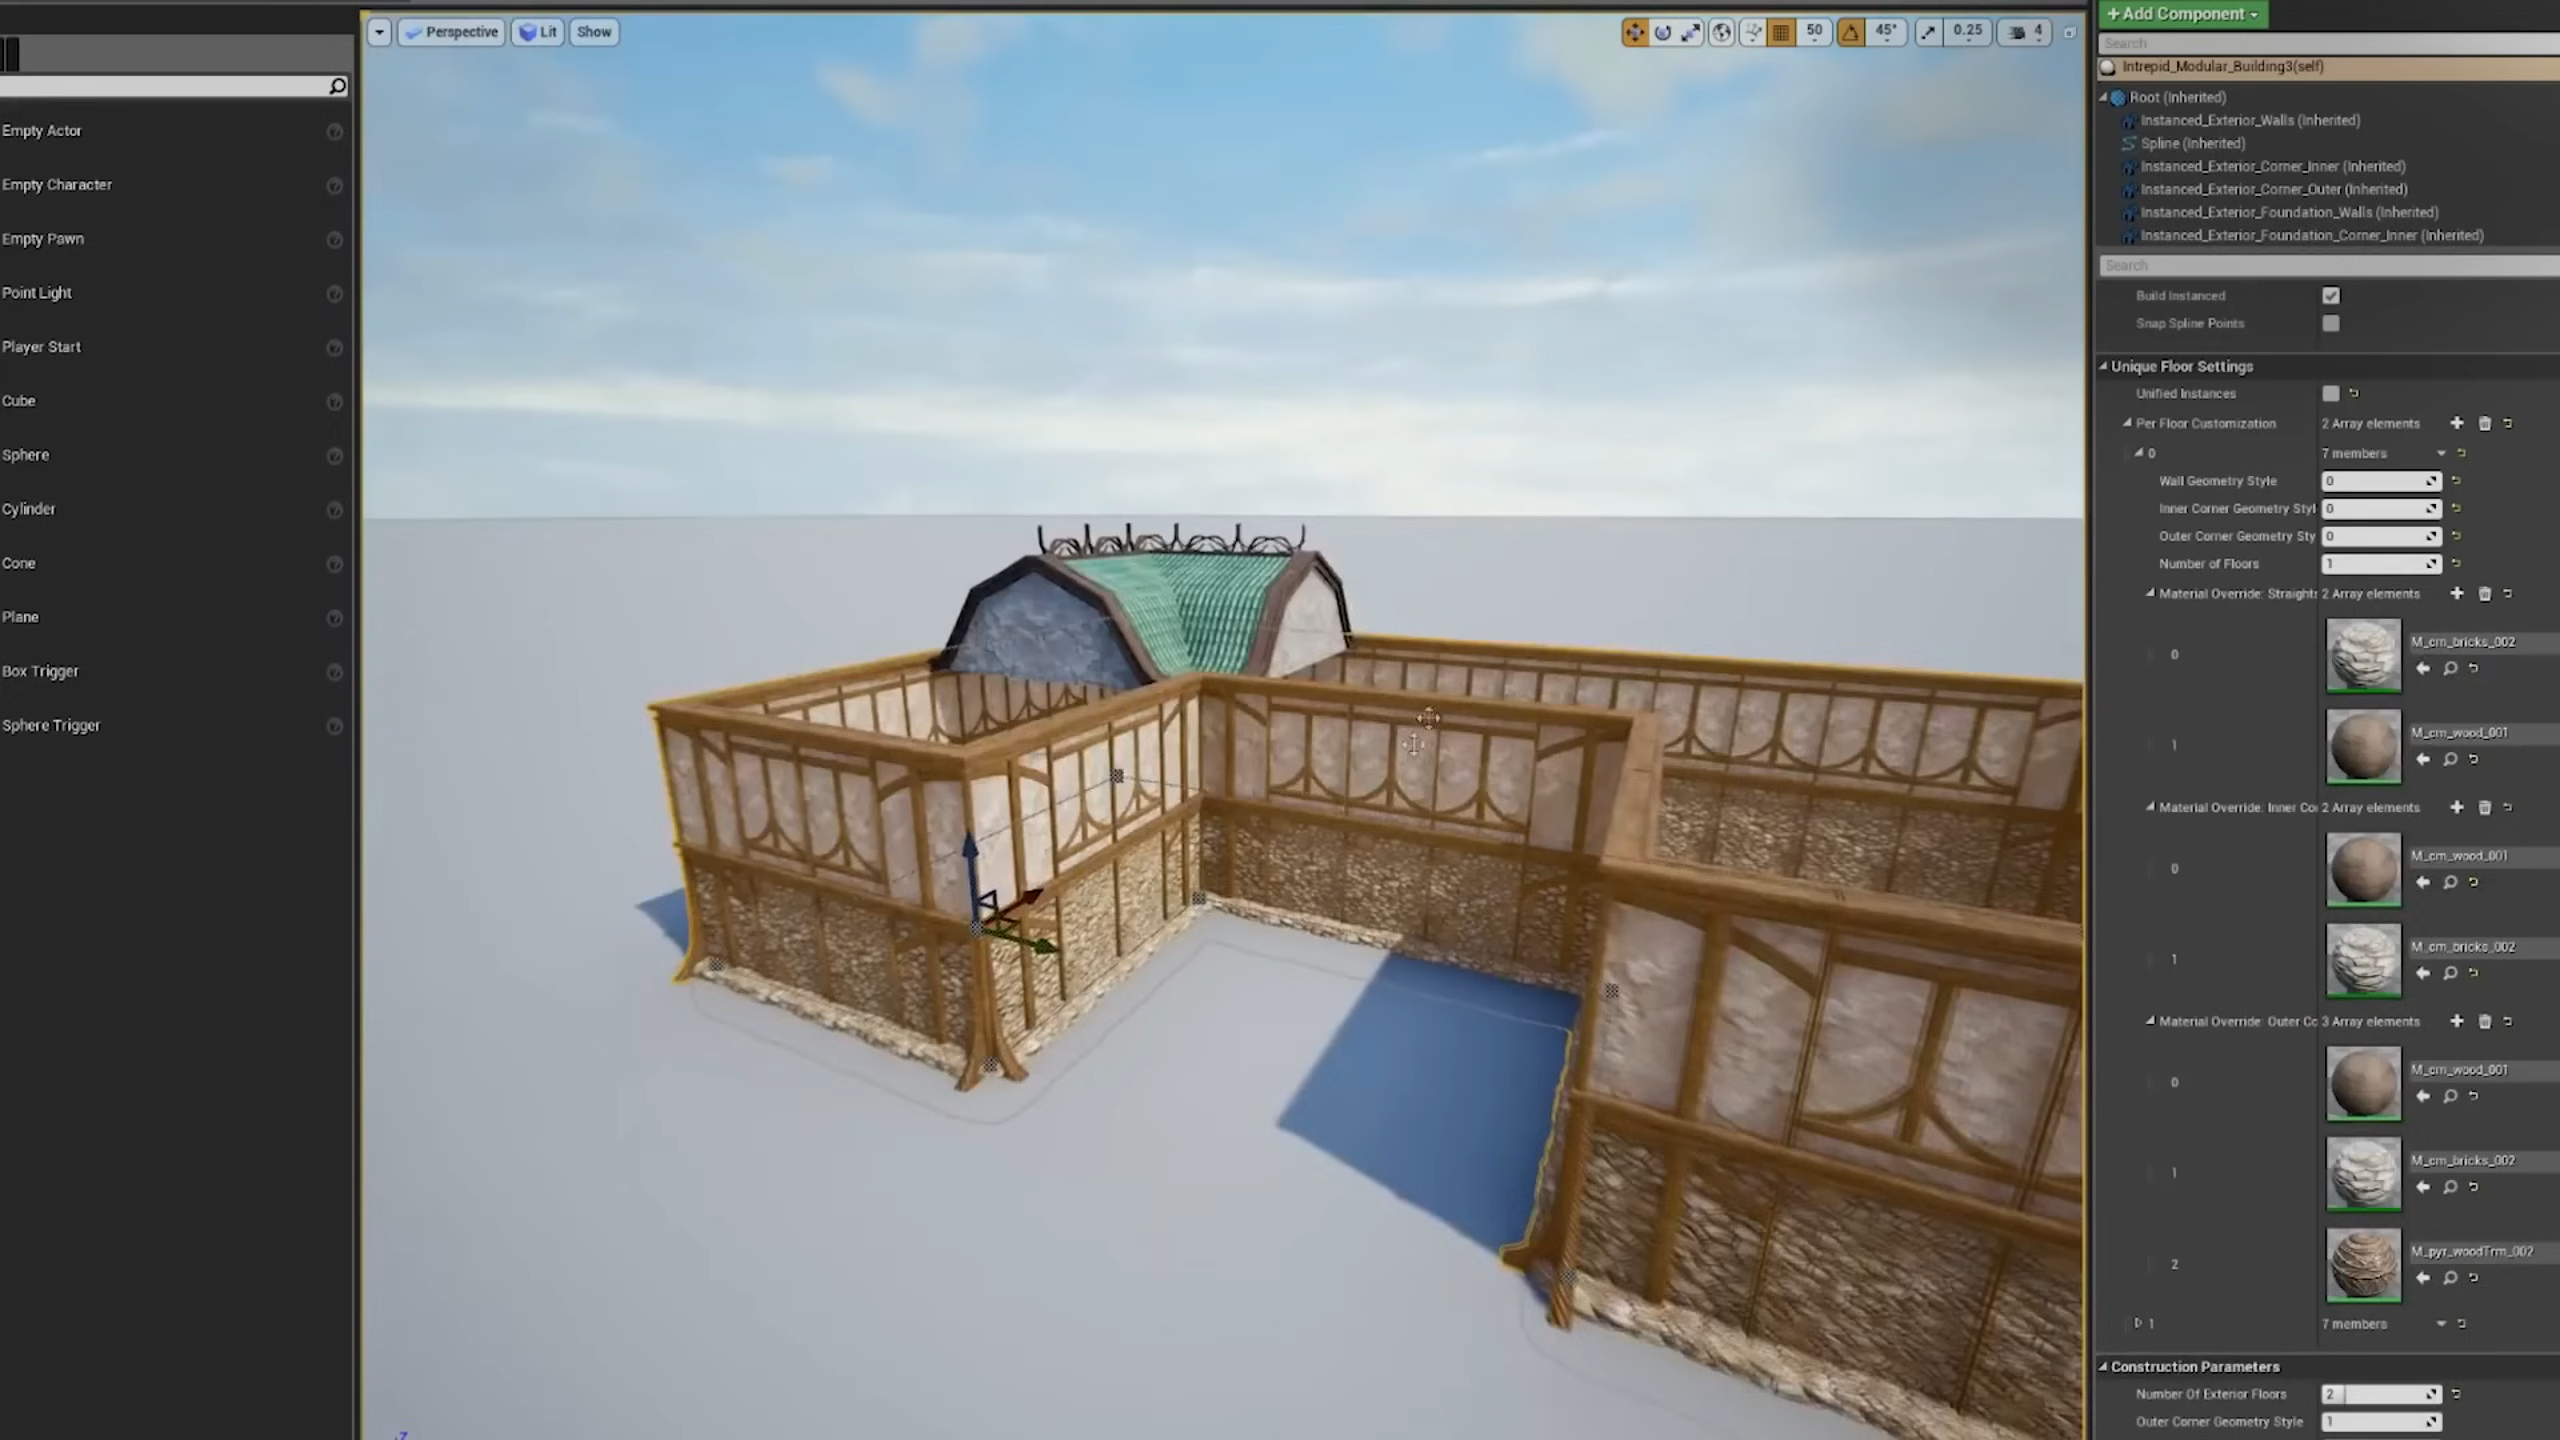 Perspective
Lit
Show
50
45°
0.25
4
Empty Actor
Empty Character
Empty Pawn
Point Light
Player Start
Cube
Sphere
Cylinder
Cone
Plane
Box Trigger
Sphere Trigger
+ Add Component
Search
Intrepid_Modular_Building3(self)
Root (Inherited)
Instanced_Exterior_Walls (Inherited)
Spline (Inherited)
Instanced_Exterior_Corner_Inner (Inherited)
Instanced_Exterior_Corner_Outer (Inherited)
Instanced_Exterior_Foundation_Walls (Inherited)
Instanced_Exterior_Foundation_Corner_Inner (Inherited)
Search
Build Instanced
Snap Spline Points
Unique Floor Settings
Unified Instances
Per Floor Customization 2 Array elements
0 7 members
Wall Geometry Style 0
Inner Corner Geometry Styl 0
Outer Corner Geometry Sty 0
Number of Floors 1
Material Override: Straights 2 Array elements
0 M_cm_bricks_002
1 M_cm_wood_001
Material Override: Inner Co 2 Array elements
0 M_cm_wood_001
1 M_cm_bricks_002
Material Override: Outer Co 3 Array elements
0 M_cm_wood_001
1 M_cm_bricks_002
2 M_pyr_woodTrm_002
1 7 members
Construction Parameters
Number Of Exterior Floors 2
Outer Corner Geometry Style 1